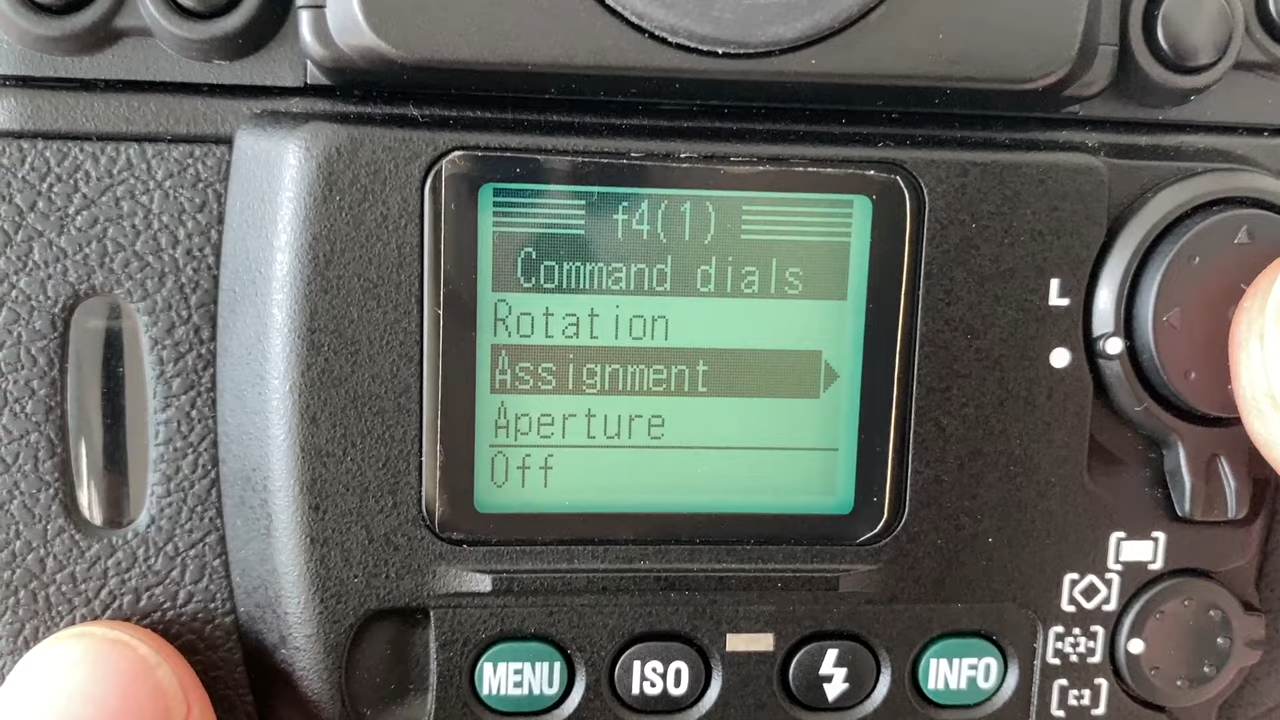 f4(1)
Command dials
Rotation
Assignment
Aperture
Off
L
MENU
ISO
INFO